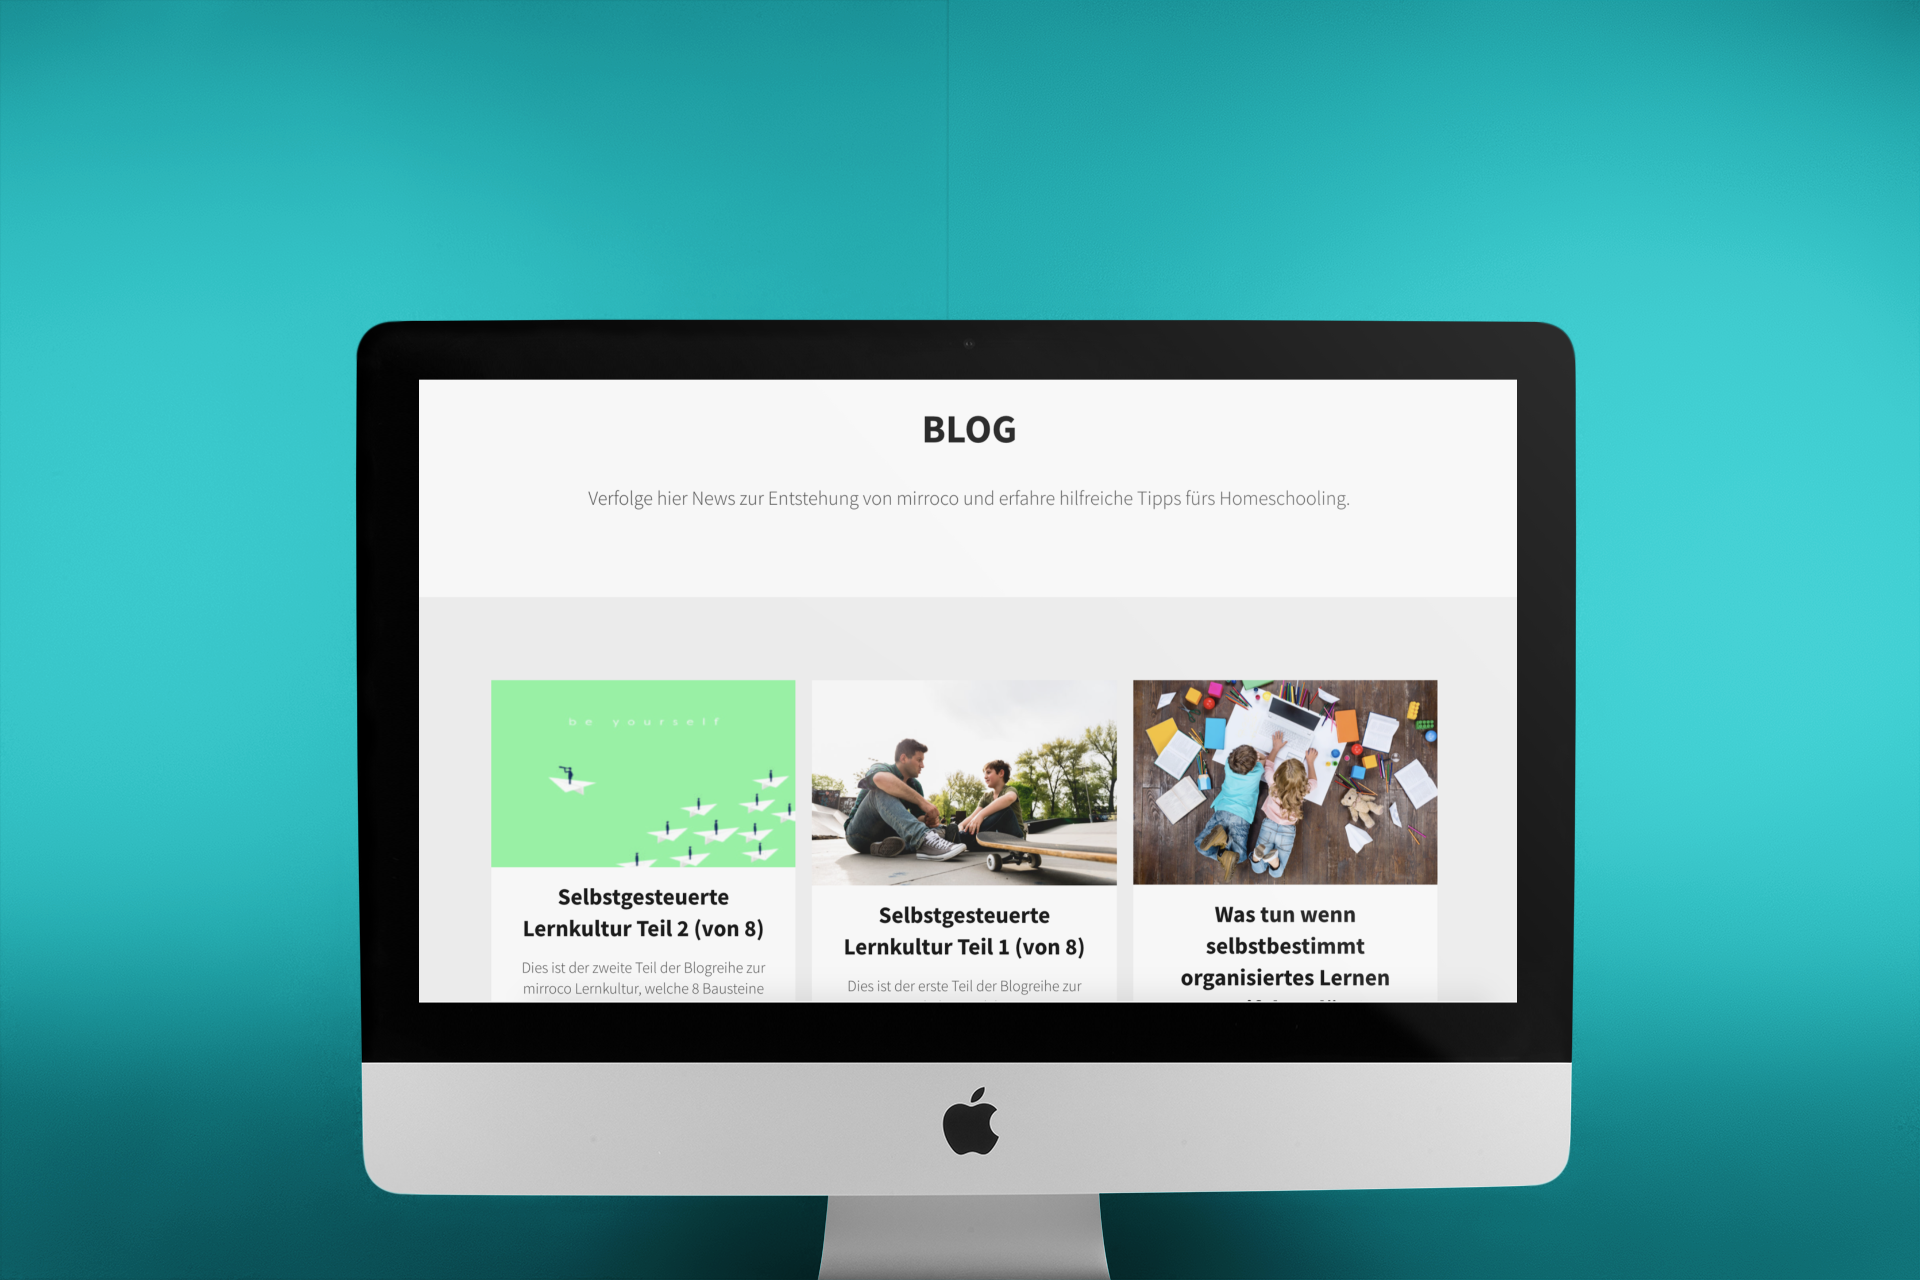 BLOG
Verfolge hier News zur Entstehung von mirroco und erfahre hilfreiche Tipps fürs Homeschooling.
be yourself
Selbstgesteuerte
Lernkultur Teil 2 (von 8)
Dies ist der zweite Teil der Blogreihe zur
mirroco Lernkultur, welche 8 Bausteine
Selbstgesteuerte
Lernkultur Teil 1 (von 8)
Dies ist der erste Teil der Blogreihe zur
Was tun wenn
selbstbestimmt
organisiertes Lernen